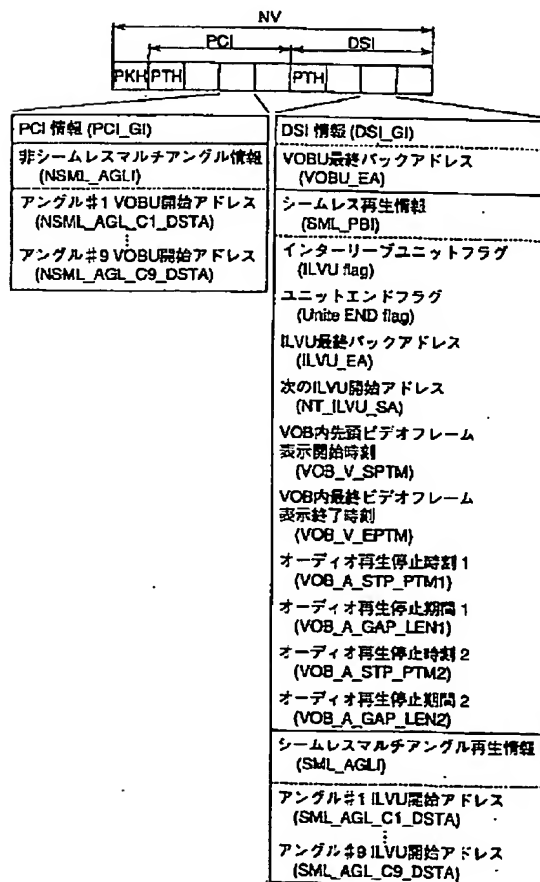 NV
PCI
DSI
PKH PTH PTH
PCI 情報 (PCI_GI)
非シームレスマルチアングル情報
(NSML_AGLI)
アングル#1 VOBU開始アドレス
(NSML_AGL_C1_DSTA)
アングル#9 VOBU開始アドレス
(NSML_AGL_C9_DSTA)
DSI 情報 (DSI_GI)
VOBU最終パックアドレス
(VOBU_EA)
シームレス再生情報
(SML_PBI)
インターリーブユニットフラグ
(ILVU flag)
ユニットエンドフラグ
(Unite END flag)
ILVU最終パックアドレス
(ILVU_EA)
次のILVU開始アドレス
(NT_ILVU_SA)
VOB内先頭ビデオフレーム
表示開始時刻
(VOB_V_SPTM)
VOB内最終ビデオフレーム
表示終了時刻
(VOB_V_EPTM)
オーディオ再生停止時刻 1
(VOB_A_STP_PTM1)
オーディオ再生停止期間 1
(VOB_A_GAP_LEN1)
オーディオ再生停止時刻 2
(VOB_A_STP_PTM2)
オーディオ再生停止期間 2
(VOB_A_GAP_LEN2)
シームレスマルチアングル再生情報
(SML_AGLI)
アングル#1 ILVU開始アドレス
(SML_AGL_C1_DSTA)
アングル#9 ILVU開始アドレス
(SML_AGL_C9_DSTA)